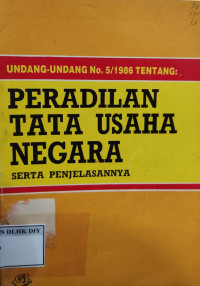 UNDANG-UNDANG No. 5/1986 TENTANG:
PERADILAN
TATA USAHA
NEGARA
SERTA PENJELASANNYA
N DLHK DIY